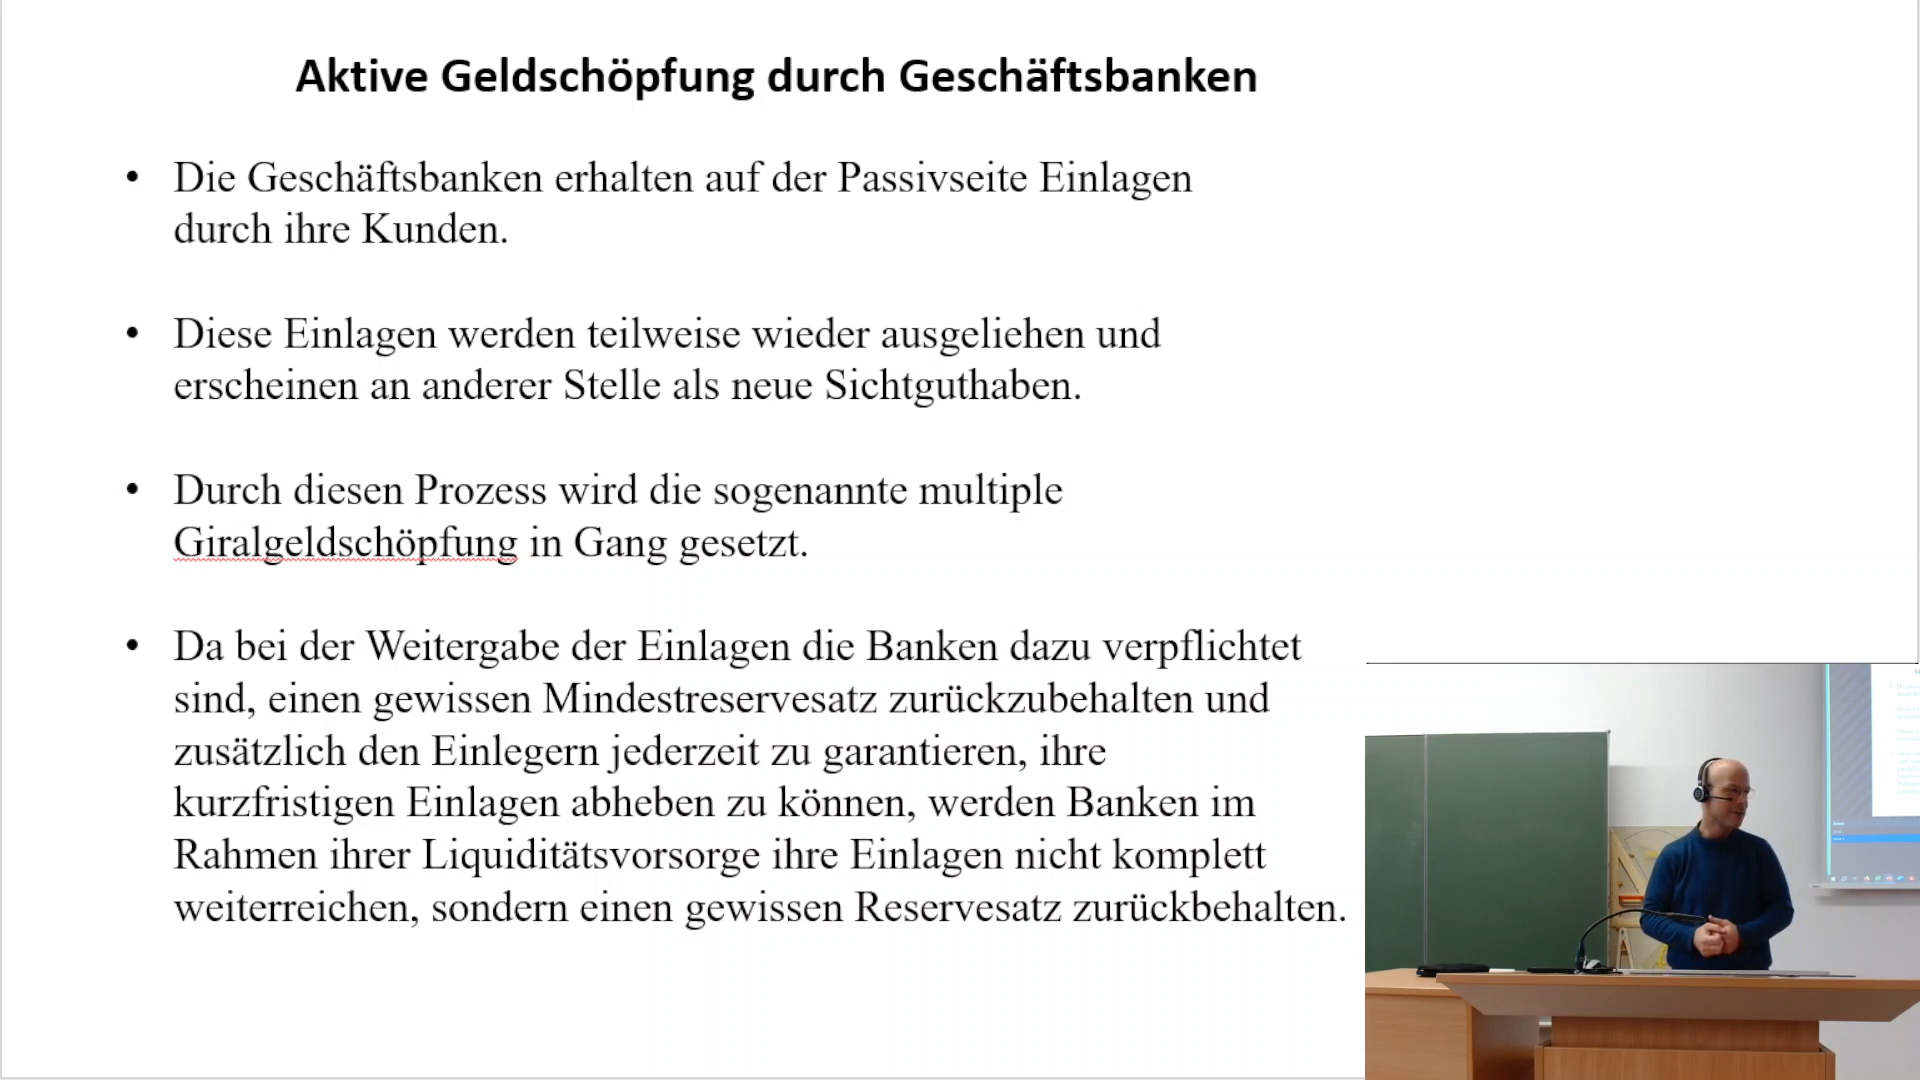 Aktive Geldschöpfung durch Geschäftsbanken
• Die Geschäftsbanken erhalten auf der Passivseite Einlagen
durch ihre Kunden.
• Diese Einlagen werden teilweise wieder ausgeliehen und
erscheinen an anderer Stelle als neue Sichtguthaben.
• Durch diesen Prozess wird die sogenannte multiple
Giralgeldschöpfung in Gang gesetzt.
• Da bei der Weitergabe der Einlagen die Banken dazu verpflichtet
sind, einen gewissen Mindestreservesatz zurückzubehalten und
zusätzlich den Einlegern jederzeit zu garantieren, ihre
kurzfristigen Einlagen abheben zu können, werden Banken im
Rahmen ihrer Liquiditätsvorsorge ihre Einlagen nicht komplett
weiterreichen, sondern einen gewissen Reservesatz zurückbehalten.